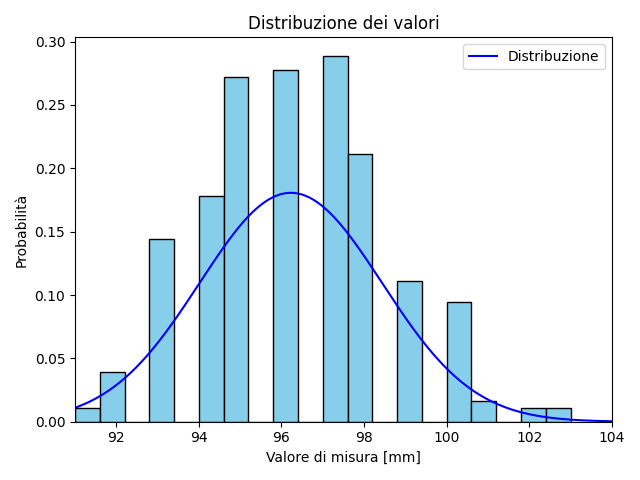 Distribuzione dei valori
Distribuzione
Probabilità
0.30
0.25
0.20
0.15
0.10
0.05
0.00
92 94 96 98 100 102 104
Valore di misura [mm]